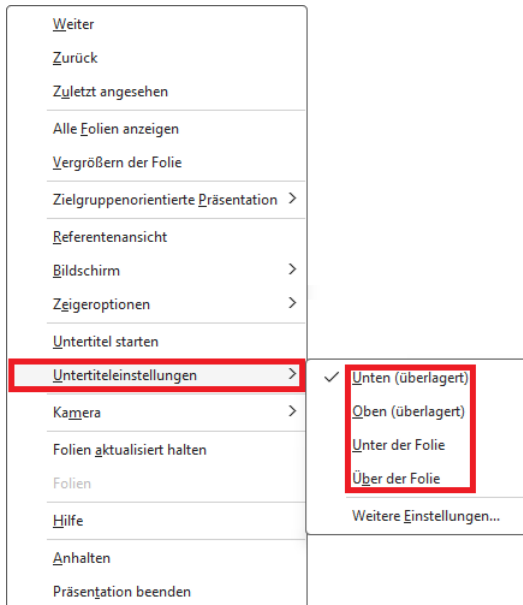 Weiter
Zurück
Zuletzt angesehen
Alle Folien anzeigen
Vergrößern der Folie
Zielgruppenorientierte Präsentation
Referentenansicht
Bildschirm
Zeigeroptionen
Untertitel starten
Untertiteleinstellungen
Kamera
Folien aktualisiert halten
Folien
Hilfe
Anhalten
Präsentation beenden
Unten (überlagert)
Oben (überlagert)
Unter der Folie
Über der Folie
Weitere Einstellungen...